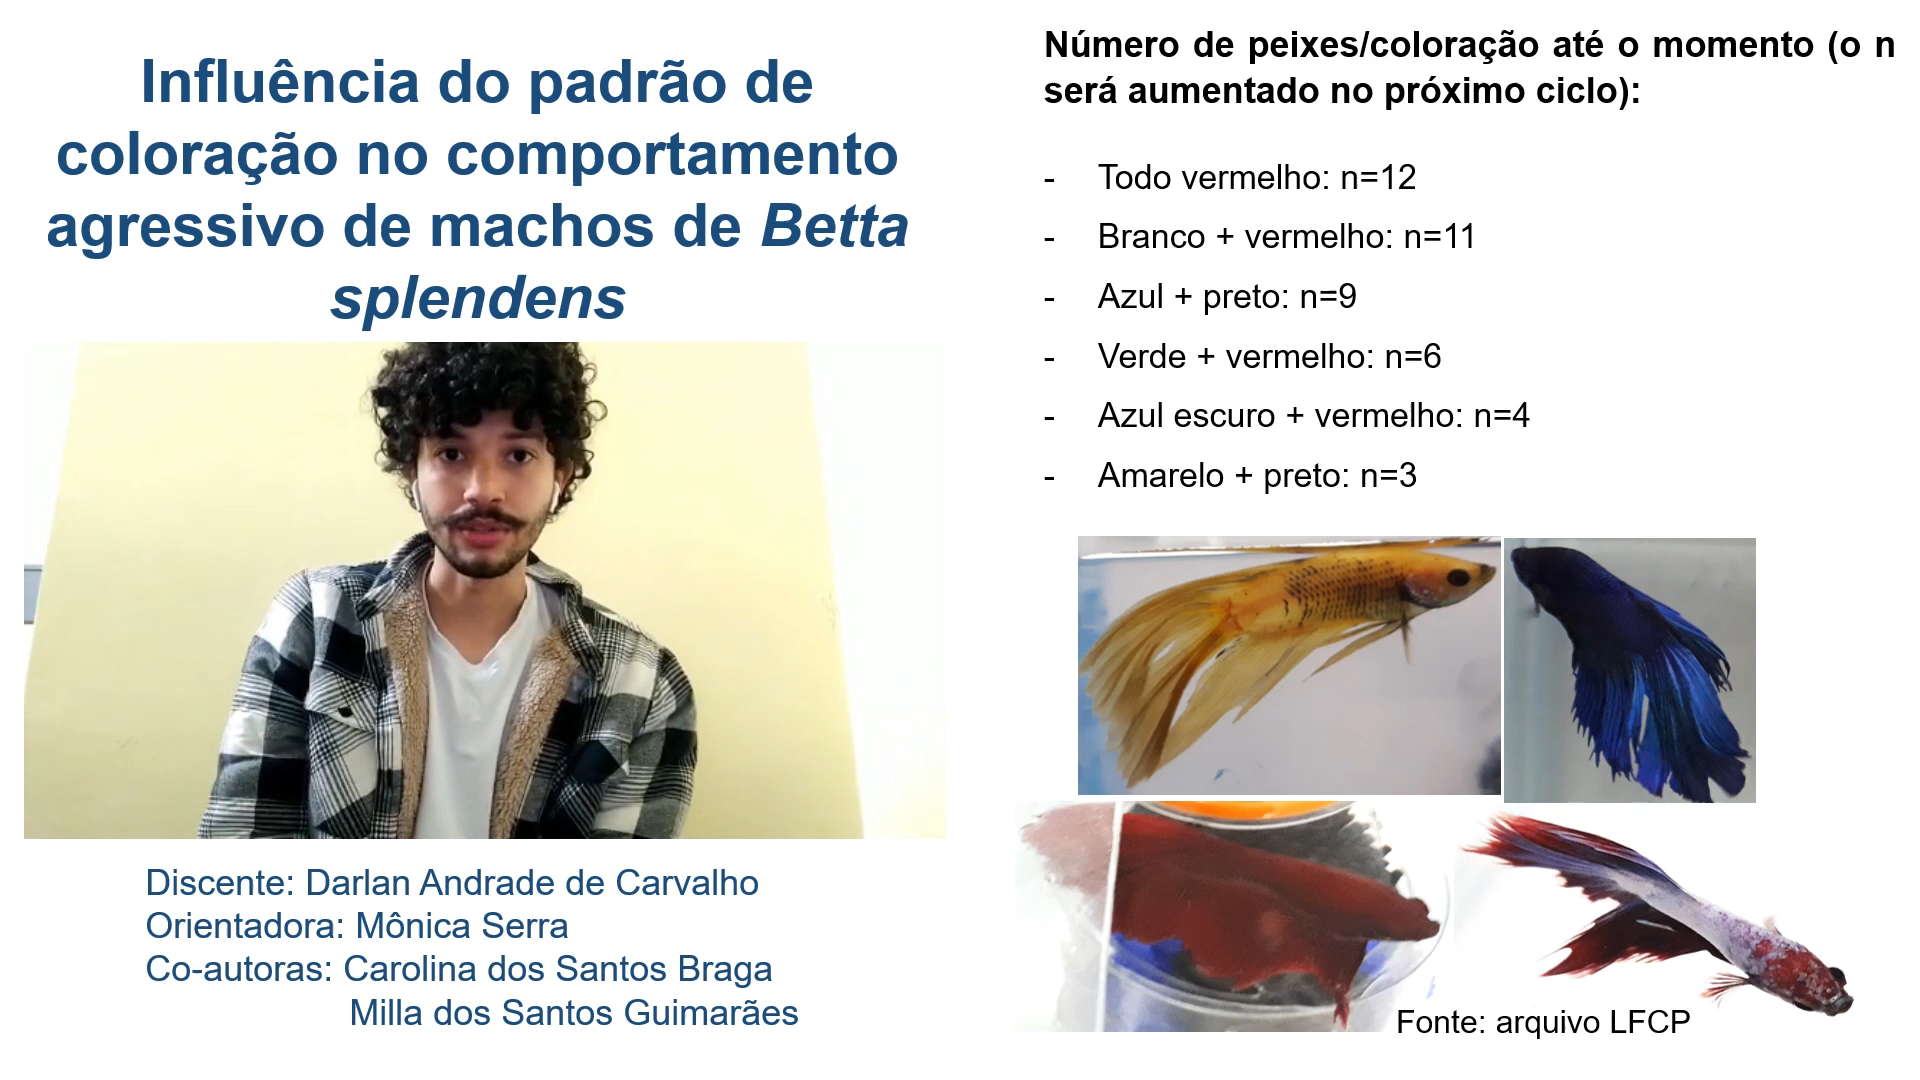 Influência do padrão de
coloração no comportamento
agressivo de machos de Betta
splendens
Discente: Darlan Andrade de Carvalho
Orientadora: Mônica Serra
Co-autoras: Carolina dos Santos Braga
Milla dos Santos Guimarães
Número de peixes/coloração até o momento (o n
será aumentado no próximo ciclo):
- Todo vermelho: n=12
- Branco + vermelho: n=11
- Azul + preto: n=9
- Verde + vermelho: n=6
- Azul escuro + vermelho: n=4
- Amarelo + preto: n=3
Fonte: arquivo LFCP